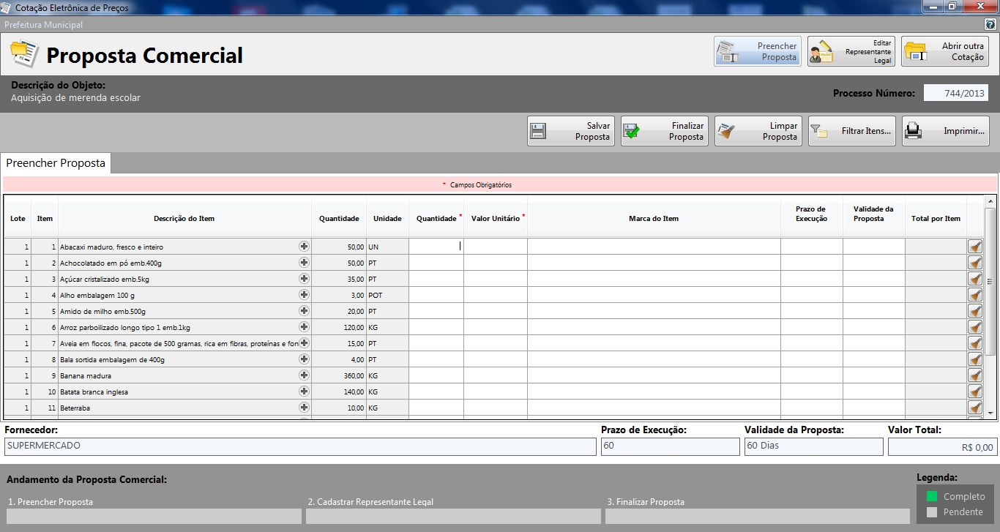 Cotação Eletrônica de Preços
Prefeitura Municipal
Proposta Comercial
Preencher
Proposta
Editar
Representante
Legal
Abrir outra
Cotação
Descrição do Objeto:
Aquisição de merenda escolar
Processo Número: 744/2013
Salvar
Proposta
Finalizar
Proposta
Limpar
Proposta
Filtrar Itens...
Imprimir...
Preencher Proposta
* Campos Obrigatórios
Lote Item Descrição do Item Quantidade Unidade Quantidade * Valor Unitário * Marca do Item Prazo de Execução Validade da Proposta Total por Item
1 1 Abacaxi maduro, fresco e inteiro 50,00 UN
1 2 Achocolatado em pó emb.400g 50,00 PT
1 3 Açúcar cristalizado emb.5kg 35,00 PT
1 4 Alho embalagem 100 g 3,00 POT
1 5 Amido de milho emb.500g 20,00 PT
1 6 Arroz parboilizado longo tipo 1 emb.1kg 120,00 KG
1 7 Aveia em flocos, fina, pacote de 500 gramas, rica em fibras, proteínas e fon 15,00 PT
1 8 Bala sortida embalagem de 400g 4,00 PT
1 9 Banana madura 360,00 KG
1 10 Batata branca inglesa 140,00 KG
1 11 Beterraba 10,00 KG
Fornecedor: Prazo de Execução: Validade da Proposta: Valor Total:
SUPERMERCADO 60 60 Dias R$ 0,00
Andamento da Proposta Comercial:
1. Preencher Proposta 2. Cadastrar Representante Legal 3. Finalizar Proposta
Legenda:
Completo
Pendente